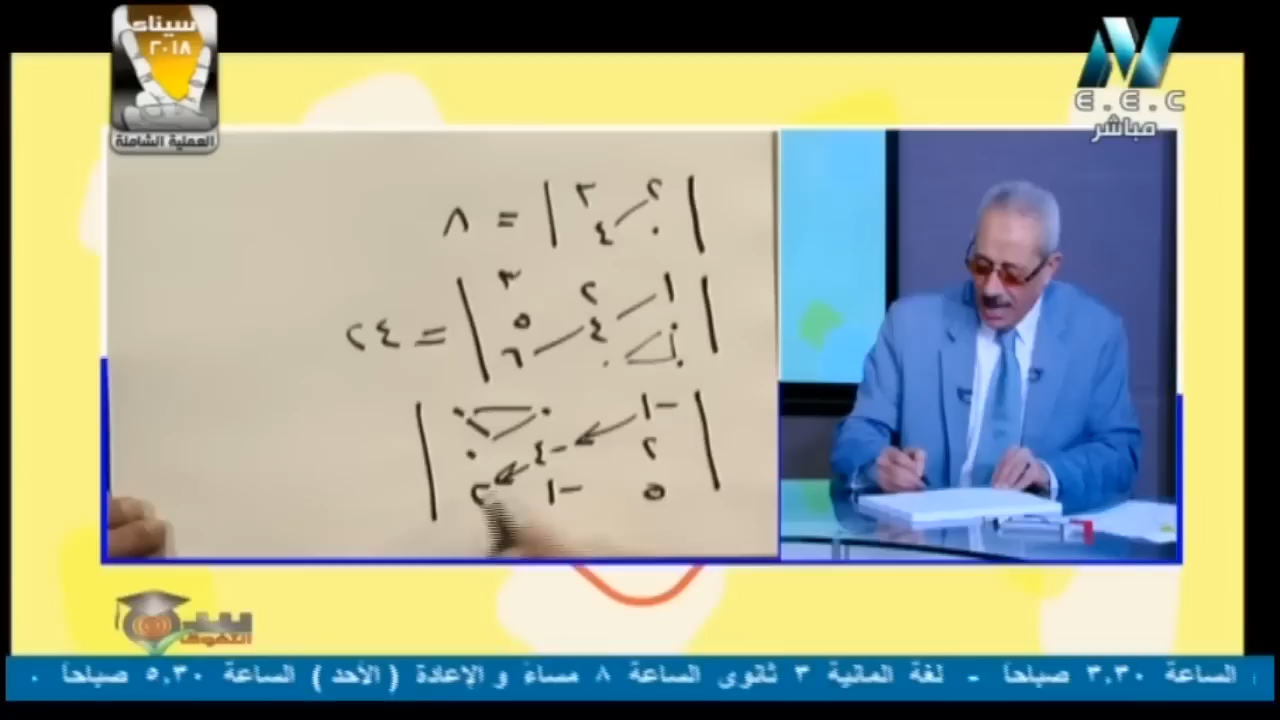 سيناء
٢٠١٨
العملية الشاملة
E.E.C
مباشر
| ٢ ٣ | = ٨
| ٠ ٤ |
| ١ ٢ ٣ |
| ٠ ٤ ٥ | = ٢٤
| ٠ ٠ ٦ |
| -١ ٠ ٠ |
| ٢ -٤ ٠ |
| ٥ -١ ٢ |
الساعة ٣,٣٠ صباحاً - لغة المانية ٣ ثانوى الساعة ٨ مساءً و الإعادة ( الأحد ) الساعة ٥,٣٠ صباحاً ٠